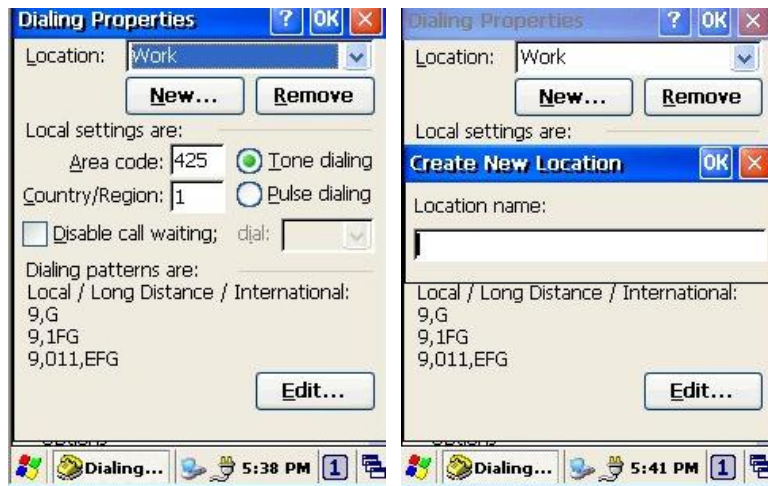 Dialing Properties ? OK
Location: Work
New... Remove
Local settings are:
Area code: 425 Tone dialing
Country/Region: 1 Pulse dialing
Disable call waiting; dial:
Dialing patterns are:
Local / Long Distance / International:
9,G
9,1FG
9,011,EFG
Edit...
Dialing... 5:38 PM 1
Dialing Properties ? OK
Location: Work
New... Remove
Local settings are:
Create New Location OK
Location name:
Local / Long Distance / International:
9,G
9,1FG
9,011,EFG
Edit...
Dialing... 5:41 PM 1